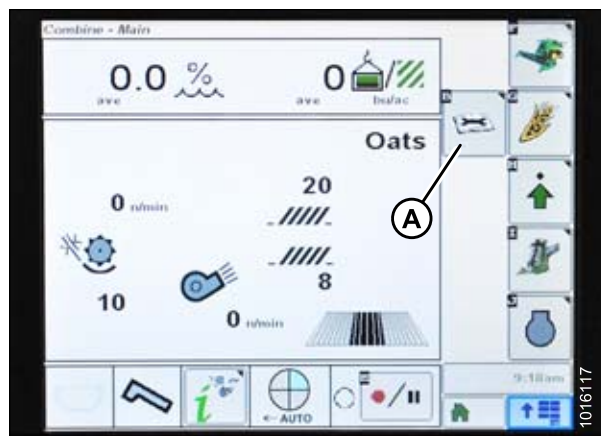 Combine - Main
0.0 %
ave
0 bu/ac
ave
Oats
0 n/min
20
10
8
0 n/min
A
AUTO
9:18am
1016117